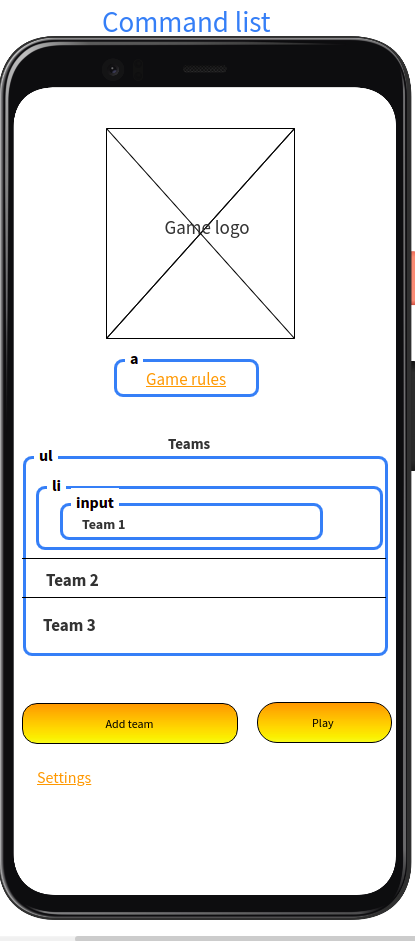 Command list
Game logo
a
Game rules
Teams
ul
li
input
Team 1
Team 2
Team 3
Add team
Play
Settings